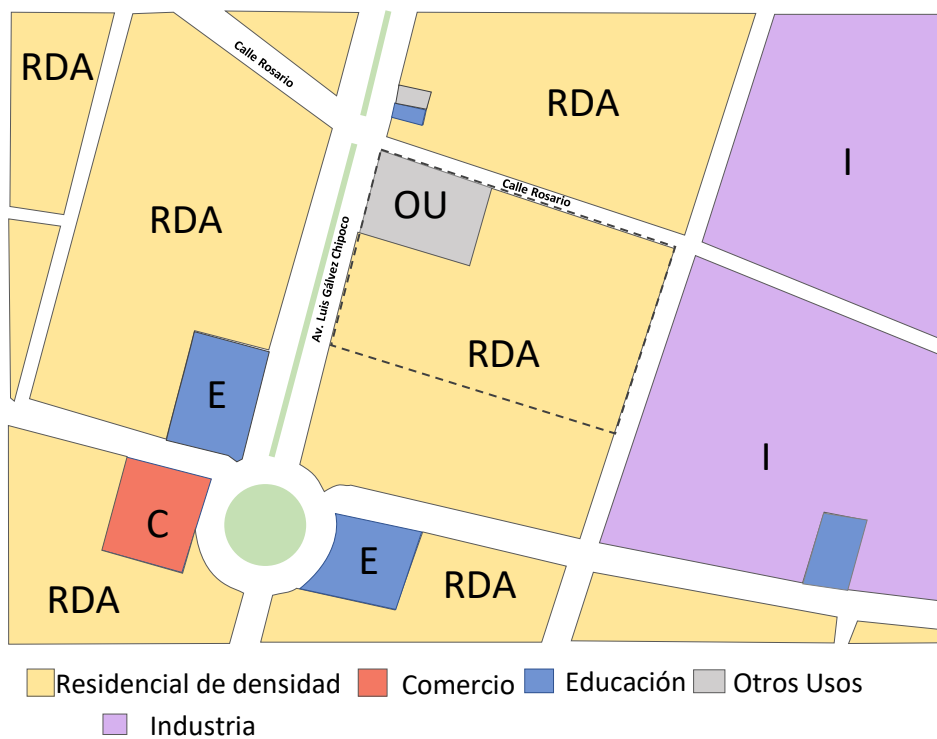 RDA
Calle Rosario
RDA
I
RDA
OU
Calle Rosario
Av. Luis Gálvez Chipoco
RDA
E
I
C
E
RDA
RDA
Residencial de densidad
Comercio
Educación
Otros Usos
Industria